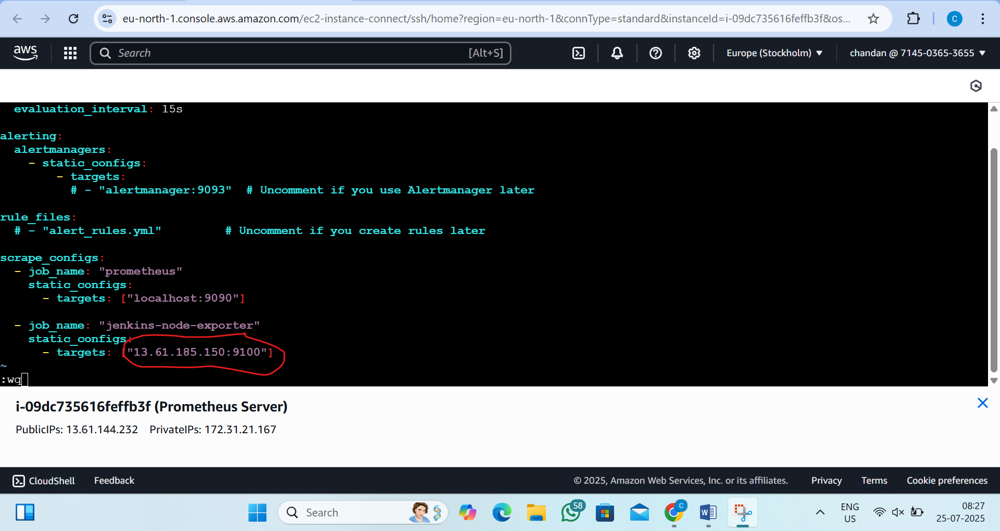 eu-north-1.console.aws.amazon.com/ec2-instance-connect/ssh/home?region=eu-north-1&connType=standard&instanceId=i-09dc735616feffb3f&os...
C
aws
Search
[Alt+S]
Europe (Stockholm)
chandan @ 7145-0365-3655
evaluation_interval: 15s
alerting:
alertmanagers:
- static_configs:
- targets:
# - "alertmanager:9093"  # Uncomment if you use Alertmanager later
rule_files:
# - "alert_rules.yml"         # Uncomment if you create rules later
scrape_configs:
- job_name: "prometheus"
static_configs:
- targets: ["localhost:9090"]
- job_name: "jenkins-node-exporter"
static_configs:
- targets: ["13.61.185.150:9100"]
~
:wq
i-09dc735616feffb3f (Prometheus Server)
PublicIPs: 13.61.144.232 PrivateIPs: 172.31.21.167
CloudShell
Feedback
© 2025, Amazon Web Services, Inc. or its affiliates.
Privacy
Terms
Cookie preferences
Search
58
C
W
ENG
US
08:27
25-07-2025